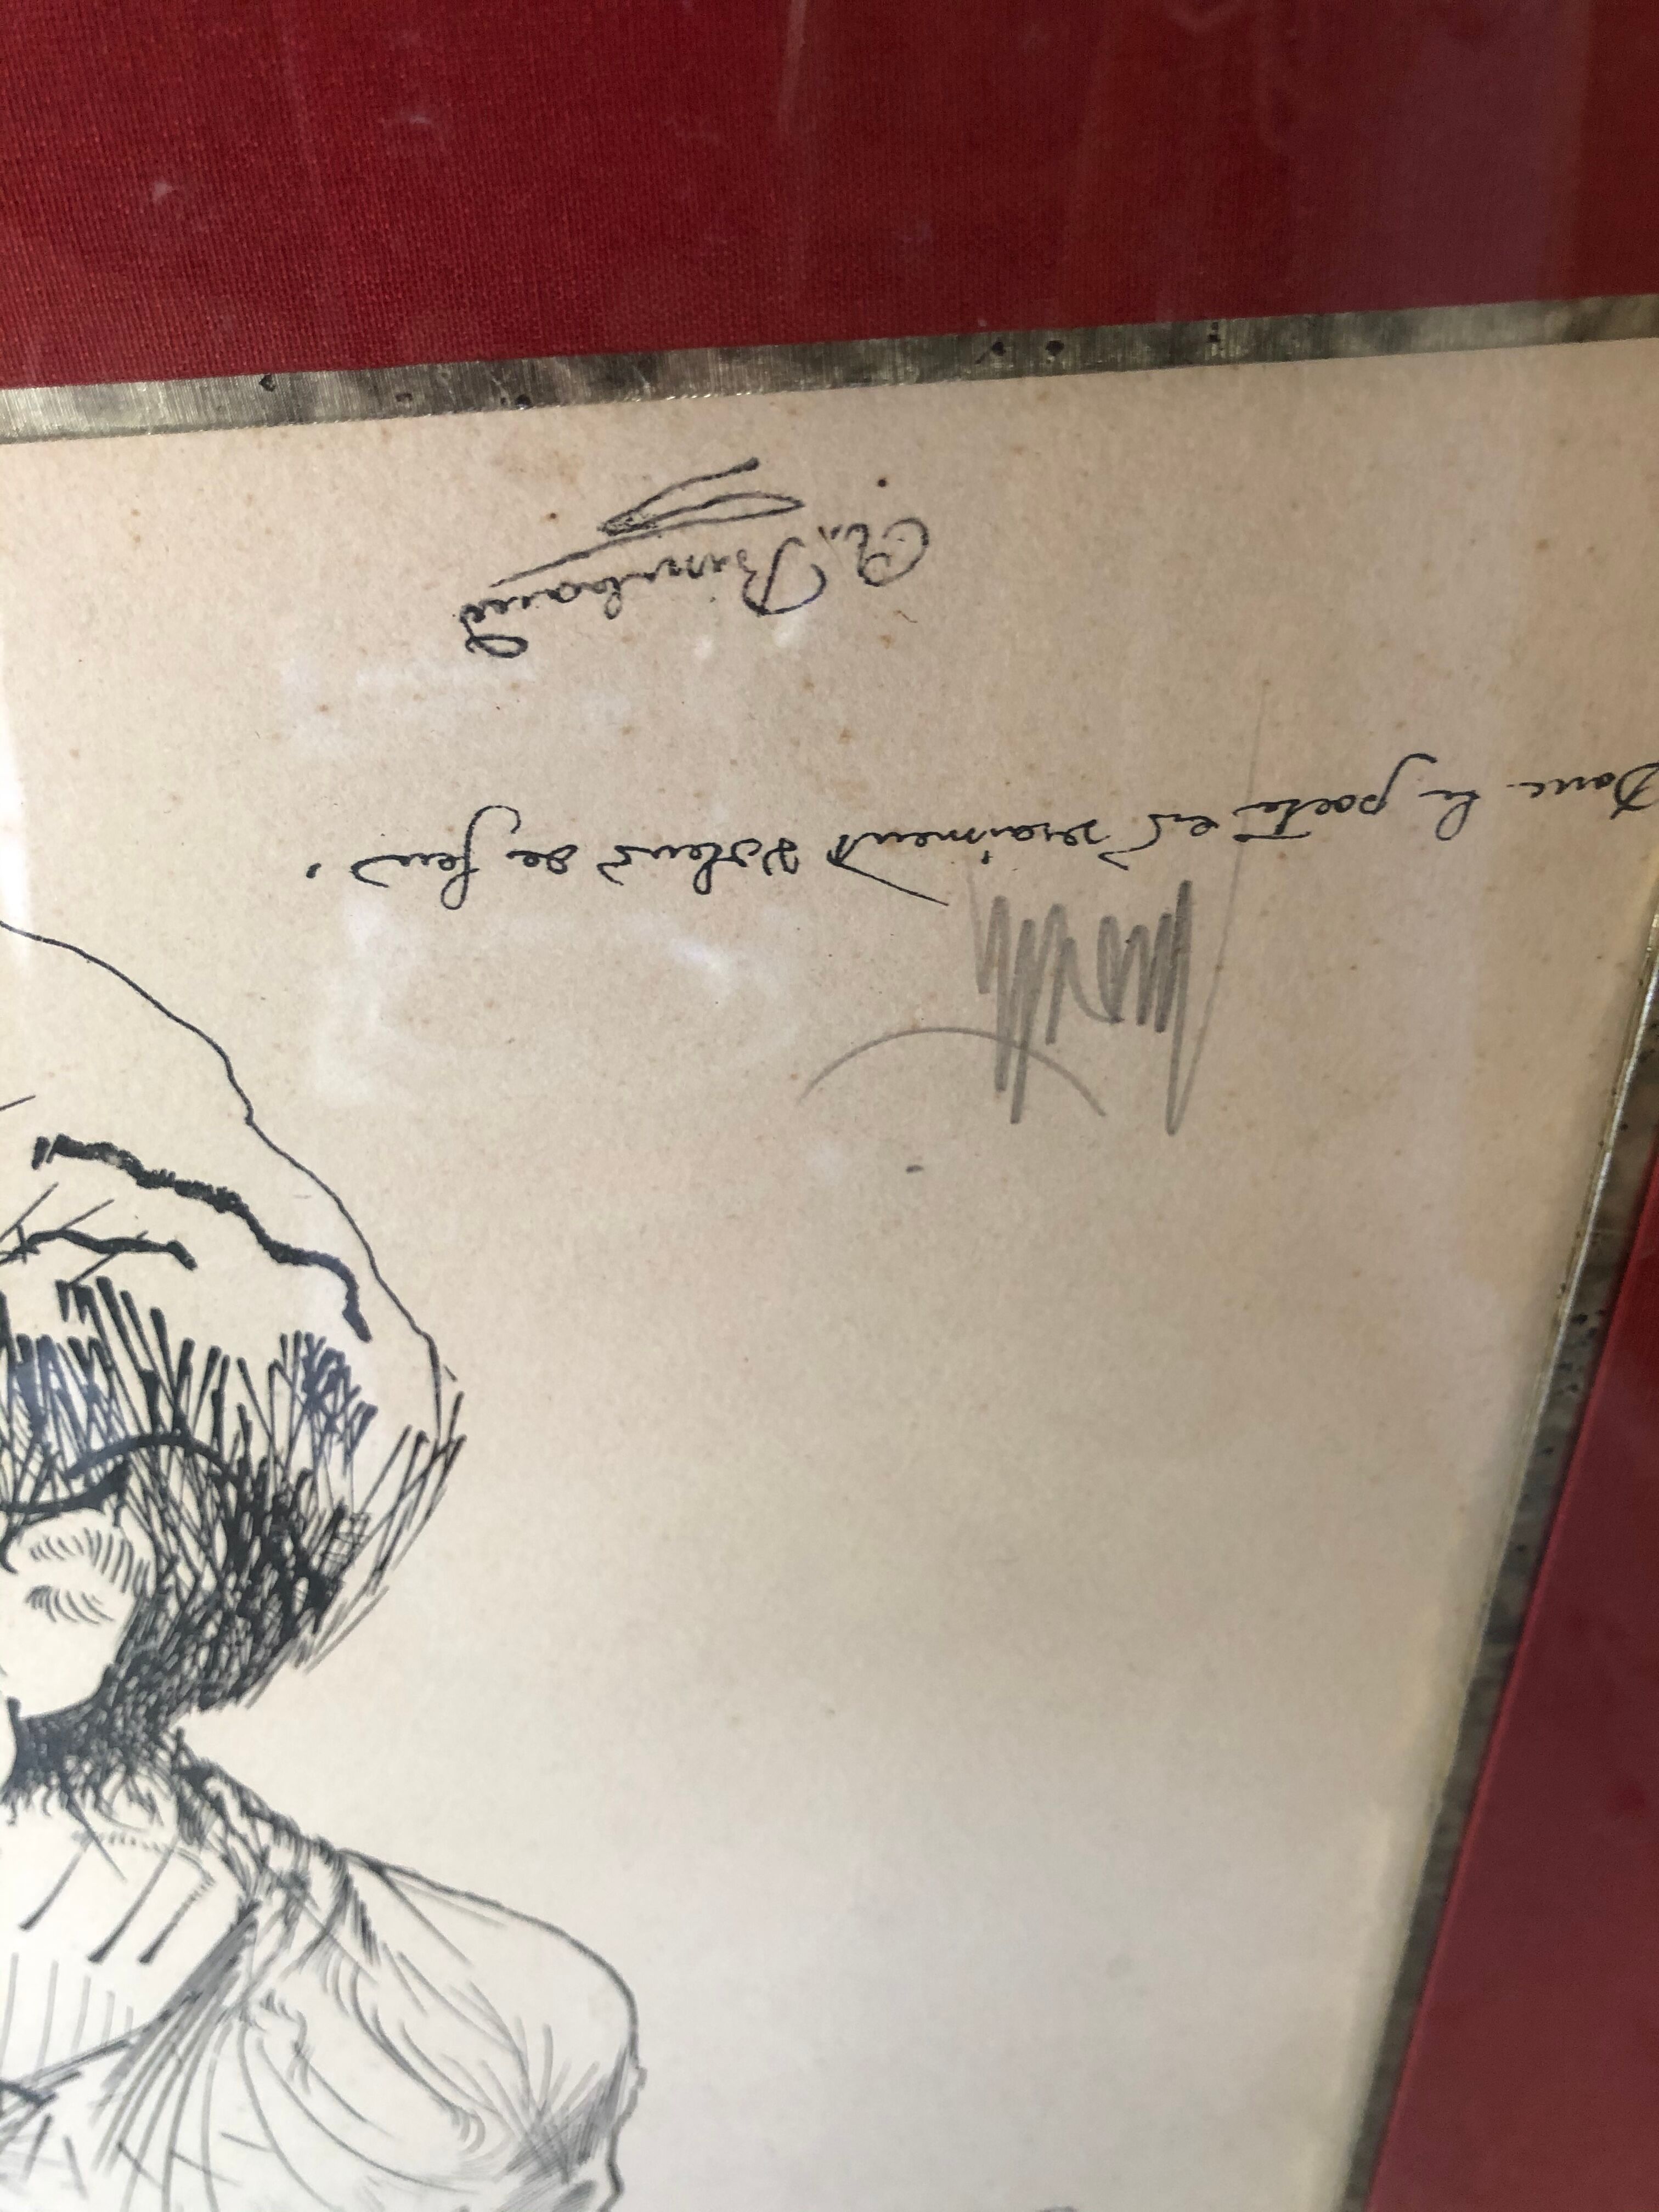 Donc le poète est vraiment voleur de feu.
A. Rimbaud